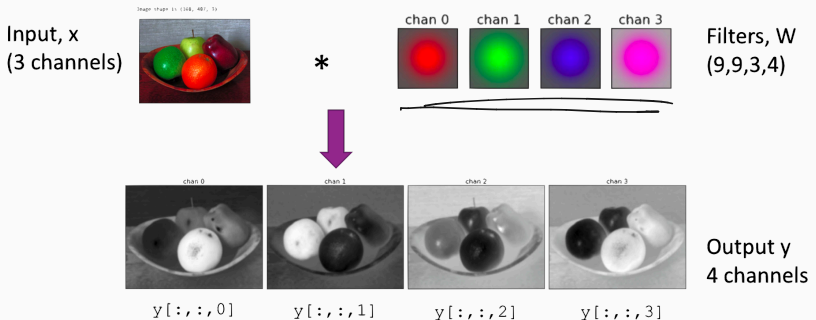 Input, x
(3 channels)
*
chan 0 chan 1 chan 2 chan 3
Filters, W
(9,9,3,4)
chan 0 chan 1 chan 2 chan 3
Output y
4 channels
y[:,:,0] y[:,:,1] y[:,:,2] y[:,:,3]